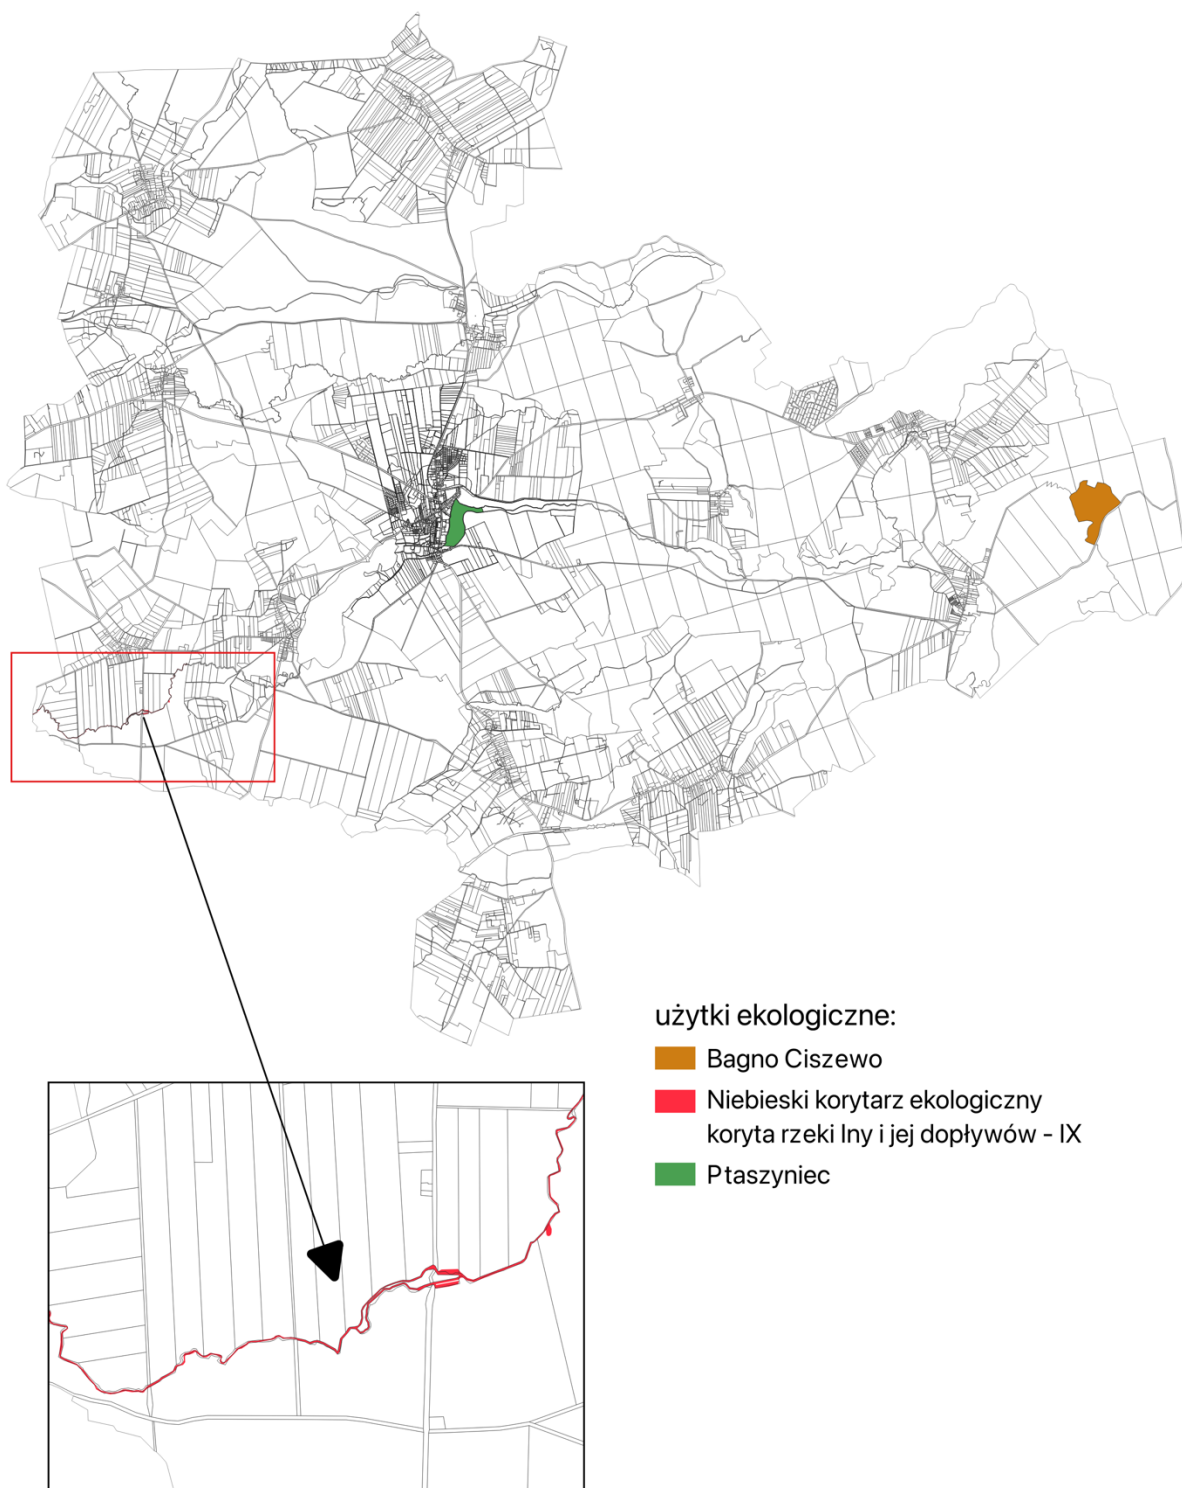 użytki ekologiczne:
Bagno Ciszewo
Niebieski korytarz ekologiczny
koryta rzeki Iny i jej dopływów - IX
Ptaszyniec